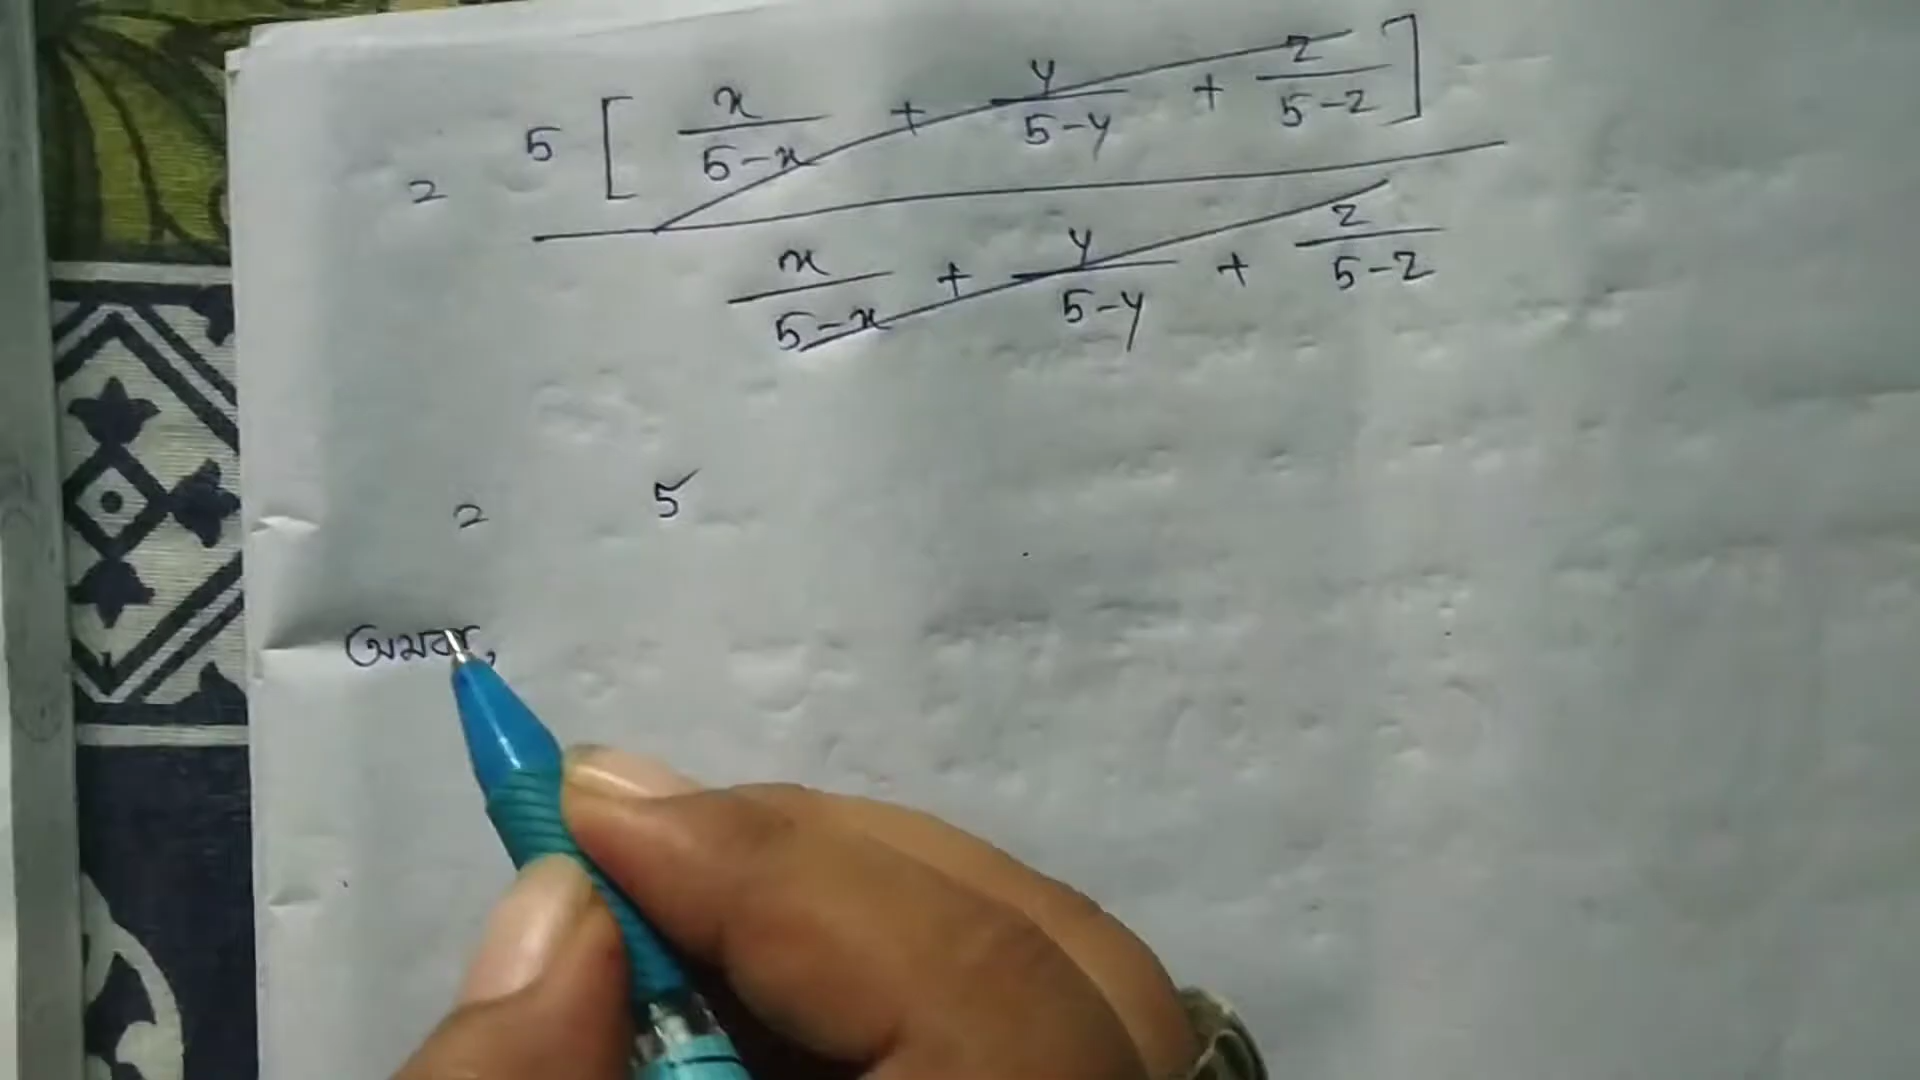 = 5 [ x/(5-x) + y/(5-y) + z/(5-z) ] / ( x/(5-x) + y/(5-y) + z/(5-z) )
= 5
অথবা,